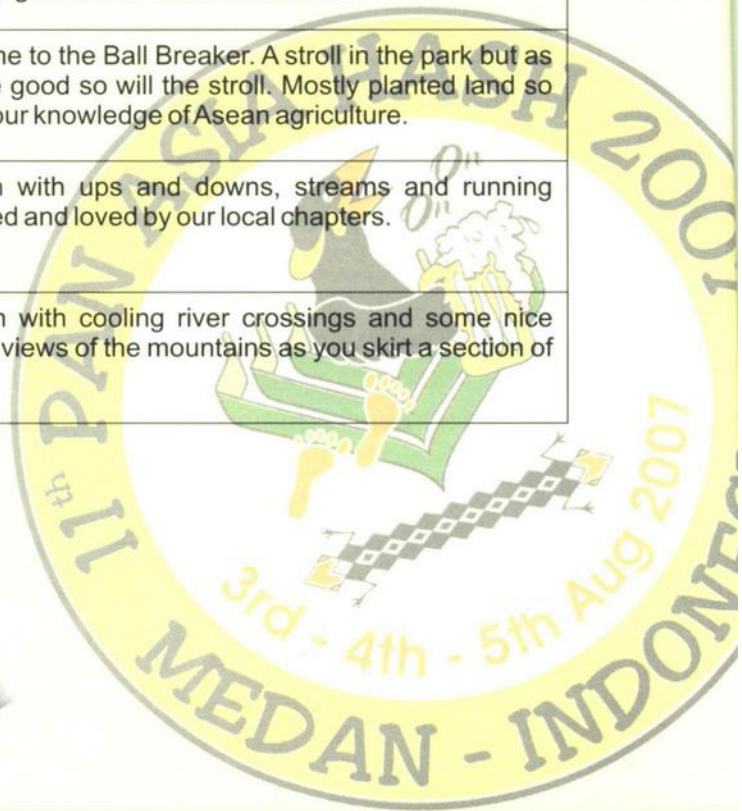 me to the Ball Breaker. A stroll in the park but as
good so will the stroll. Mostly planted land so
our knowledge of Asean agriculture.
with ups and downs, streams and running
ed and loved by our local chapters.
with cooling river crossings and some nice
views of the mountains as you skirt a section of
11th PAN ASIA HASH 2007
On
On
3rd - 4th - 5th Aug 2007
MEDAN - INDONES